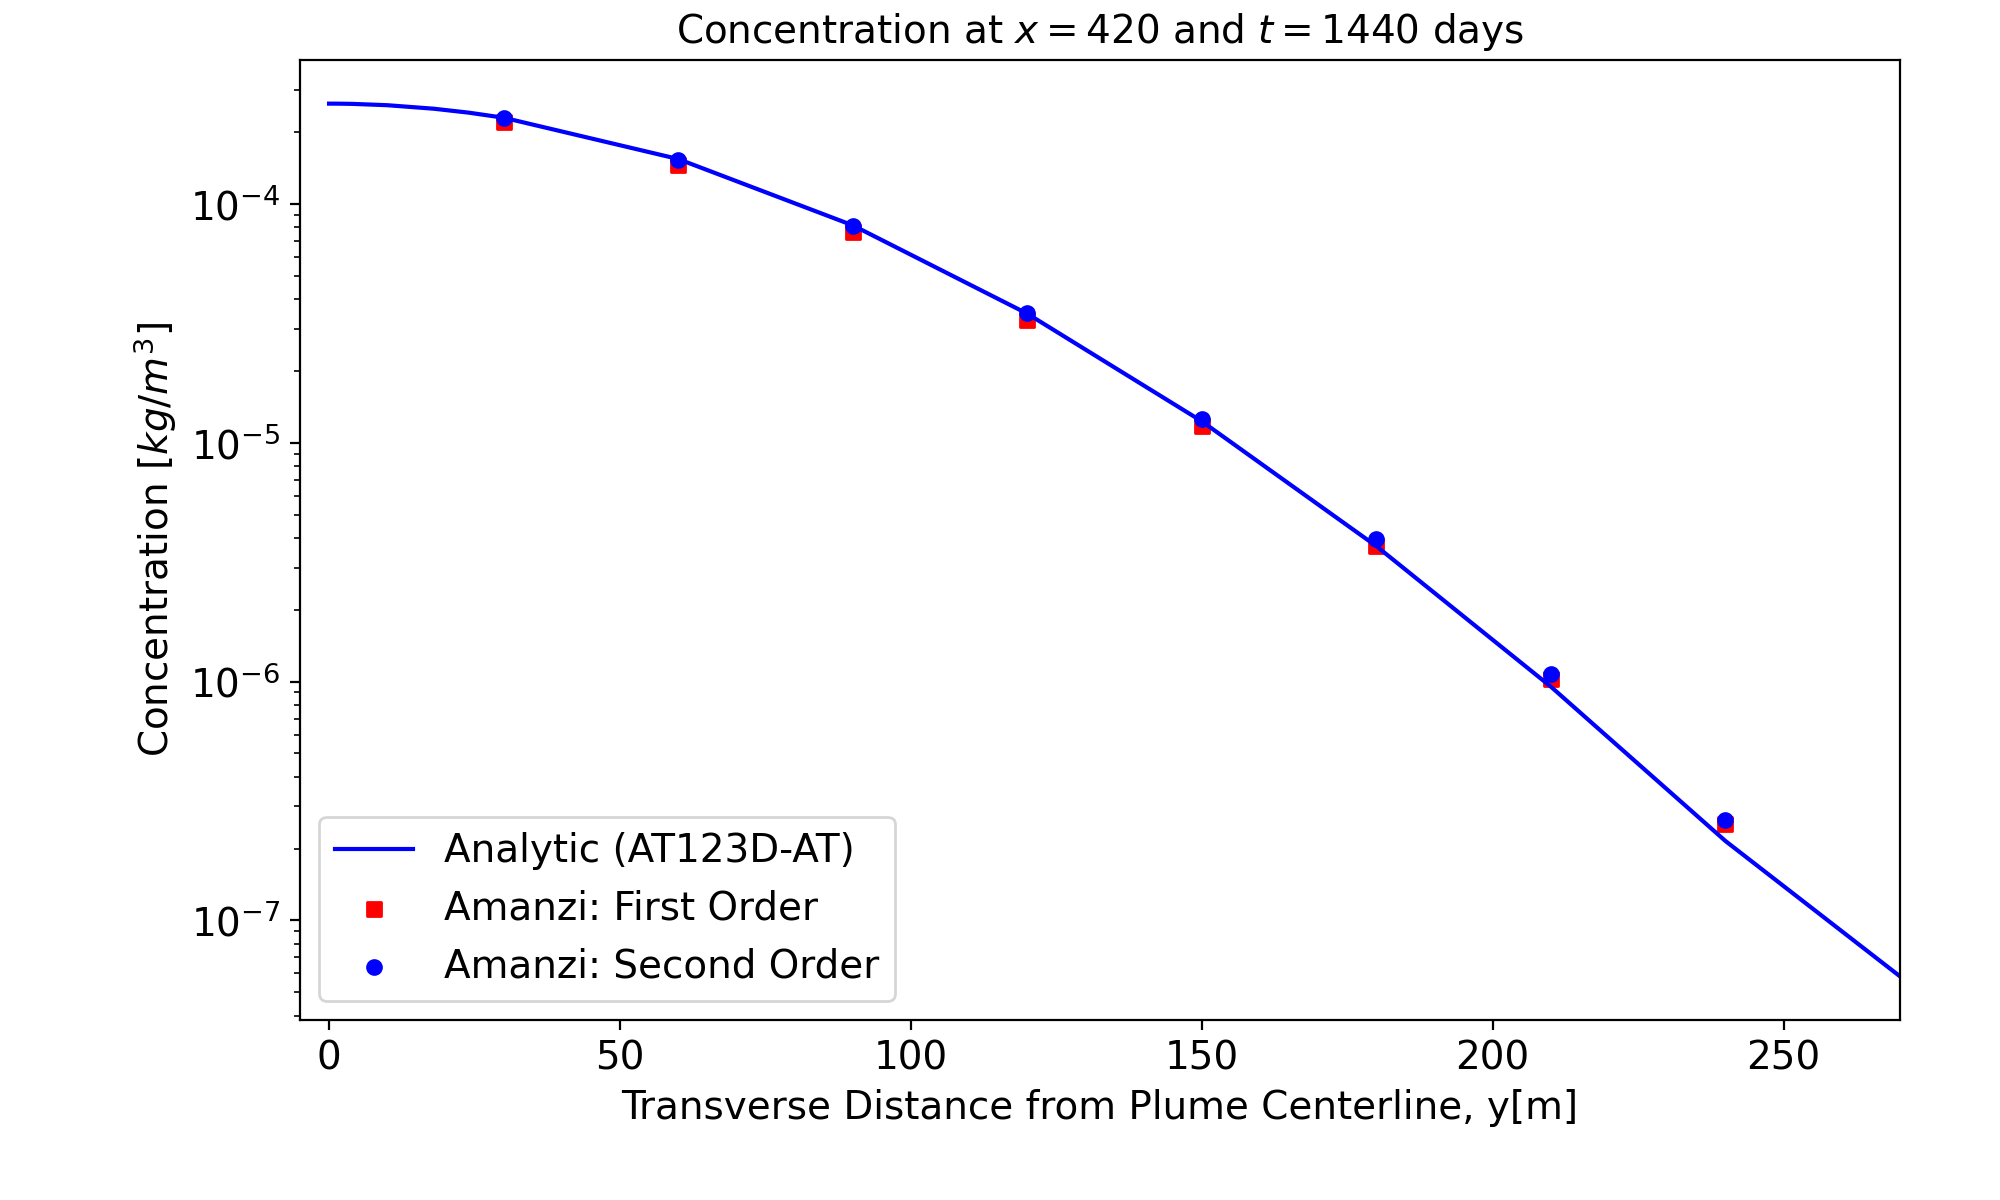 Concentration at x = 420 and t = 1440 days
Concentration [kg/m³]
10⁻⁴
10⁻⁵
10⁻⁶
10⁻⁷
Analytic (AT123D-AT)
Amanzi: First Order
Amanzi: Second Order
0 50 100 150 200 250
Transverse Distance from Plume Centerline, y[m]